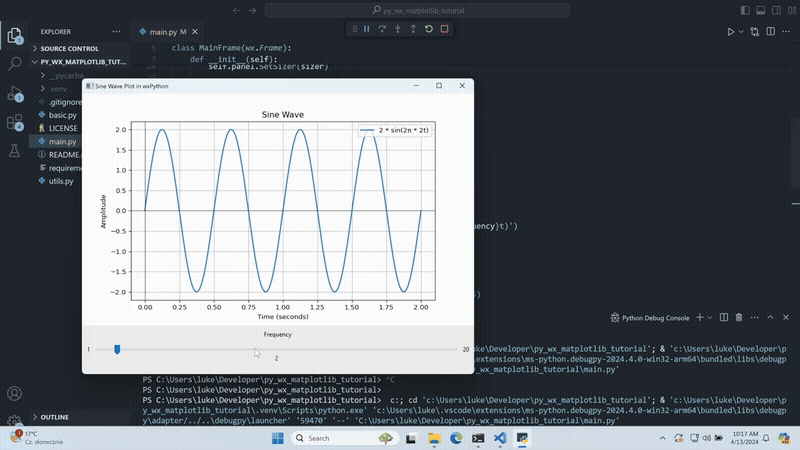 py_wx_matplotlib_tutorial
EXPLORER
SOURCE CONTROL
PY_WX_MATPLOTLIB_TUT...
__pycache__
.venv
.gitignore
basic.py
LICENSE
main.py
README.
requireme
utils.py
OUTLINE
main.py M
6 class MainFrame(wx.Frame):
def __init__(self):
self.panel.SetSizer(sizer)
Sine Wave Plot in wxPython
Sine Wave
2 * sin(2π * 2t)
2.0
1.5
1.0
0.5
0.0
−0.5
−1.0
−1.5
−2.0
Amplitude
0.00 0.25 0.50 0.75 1.00 1.25 1.50 1.75 2.00
Time (seconds)
Frequency
1 20
2
uency}t)')
Python Debug Console
uke\Developer\py_wx_matplotlib_tutorial'; & 'c:\Users\luke\Developer\p
xtensions\ms-python.debugpy-2024.4.0-win32-arm64\bundled\libs\debugpy
_matplotlib_tutorial\main.py'
PS C:\Users\luke\Developer\py_wx_matplotlib_tutorial> ^C
PS C:\Users\luke\Developer\py_wx_matplotlib_tutorial>
PS C:\Users\luke\Developer\py_wx_matplotlib_tutorial> c:; cd 'c:\Users\luke\Developer\py_wx_matplotlib_tutorial'; & 'c:\Users\luke\Developer\p
y_wx_matplotlib_tutorial\.venv\Scripts\python.exe' 'c:\Users\luke\.vscode\extensions\ms-python.debugpy-2024.4.0-win32-arm64\bundled\libs\debug
py\adapter/../..\debugpy\launcher' '59470' '--' 'C:\Users\luke\Developer\py_wx_matplotlib_tutorial\main.py'
17°C
Cz. słonecznie
Search
10:17 AM
4/13/2024